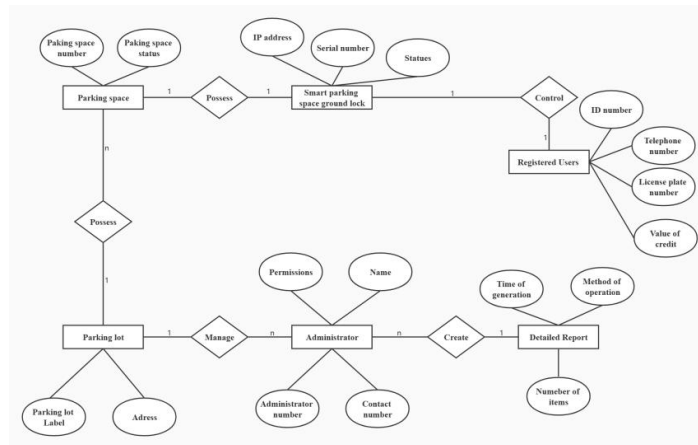 Paking space
number
Paking space
status
IP address
Serial number
Statues
Parking space
1
Possess
1
Smart parking
space ground lock
1
Control
ID number
Telephone
number
License plate
number
Value of
credit
1
Registered Users
n
Possess
1
Permissions
Name
Time of
generation
Method of
operation
Parking lot
1
Manage
n
Administrator
n
Create
1
Detailed Report
Parking lot
Label
Adress
Administrator
number
Contact
number
Numeber of
items